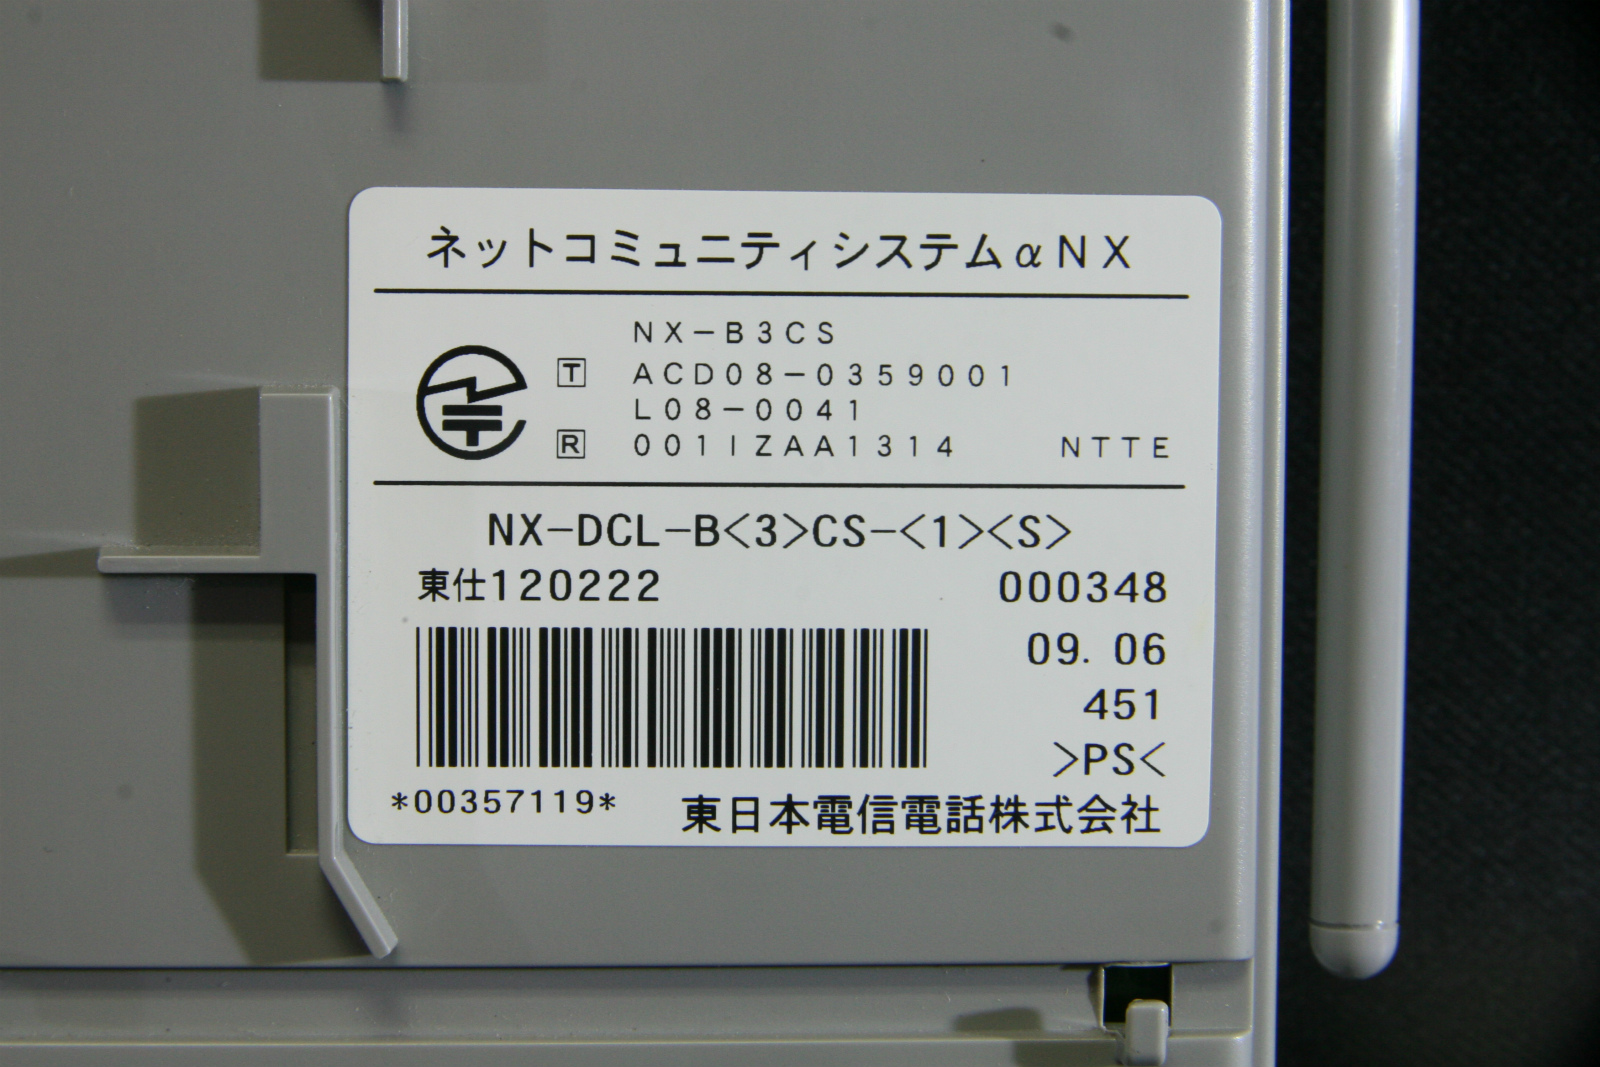 ネットコミュニティシステムαNX
NX-B3CS
T ACD08-0359001
L08-0041
R 001IZAA1314 NTTE
NX-DCL-B<3>CS-<1><S>
東仕120222 000348
09. 06
451
>PS<
*00357119* 東日本電信電話株式会社